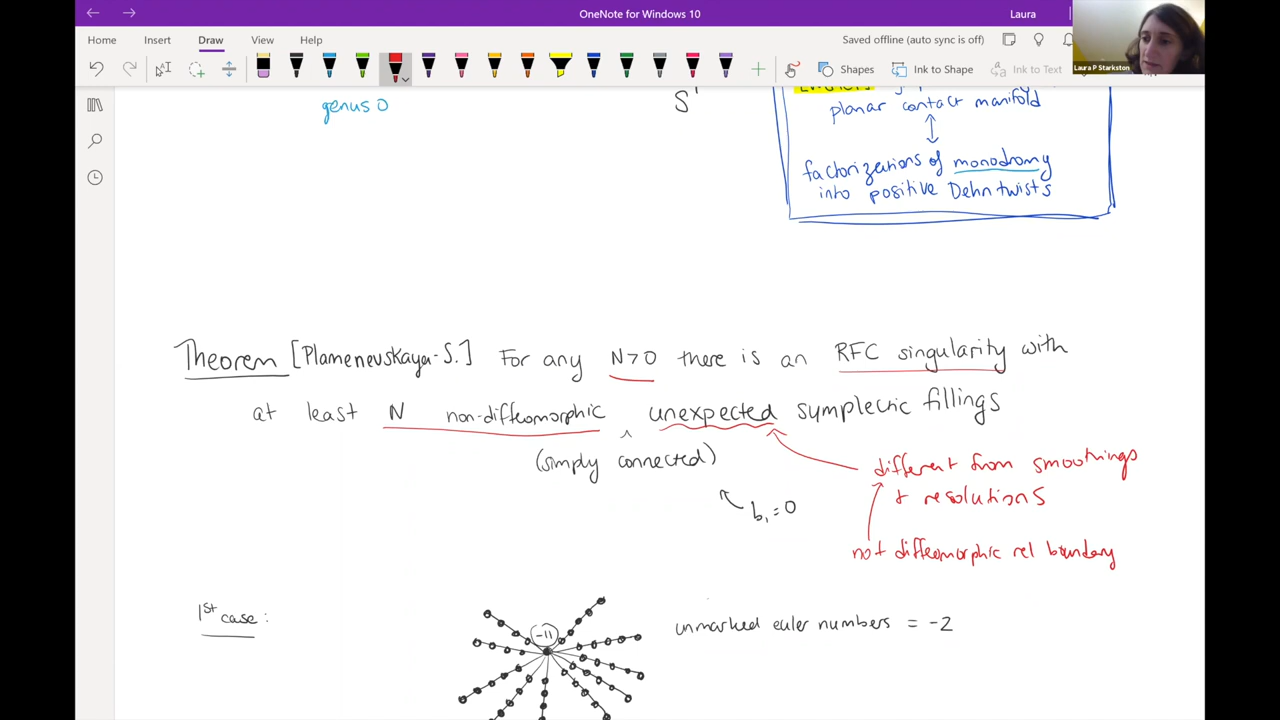 OneNote for Windows 10
Laura
Home Insert Draw View Help
Saved offline (auto sync is off)
Shapes
Ink to Shape
Ink to Text
Laura P Starkston
genus 0
S¹
planar contact manifold
factorizations of monodromy
into positive Dehn twists
Theorem [Plamenevskaya-S.] For any N>0 there is an RFC singularity with
at least N non-diffeomorphic ^ unexpected symplectic fillings
(simply connected)
b₁=0
different from smoothings
+ resolutions
not diffeomorphic rel boundary
1st case:
-11
unmarked euler numbers = -2